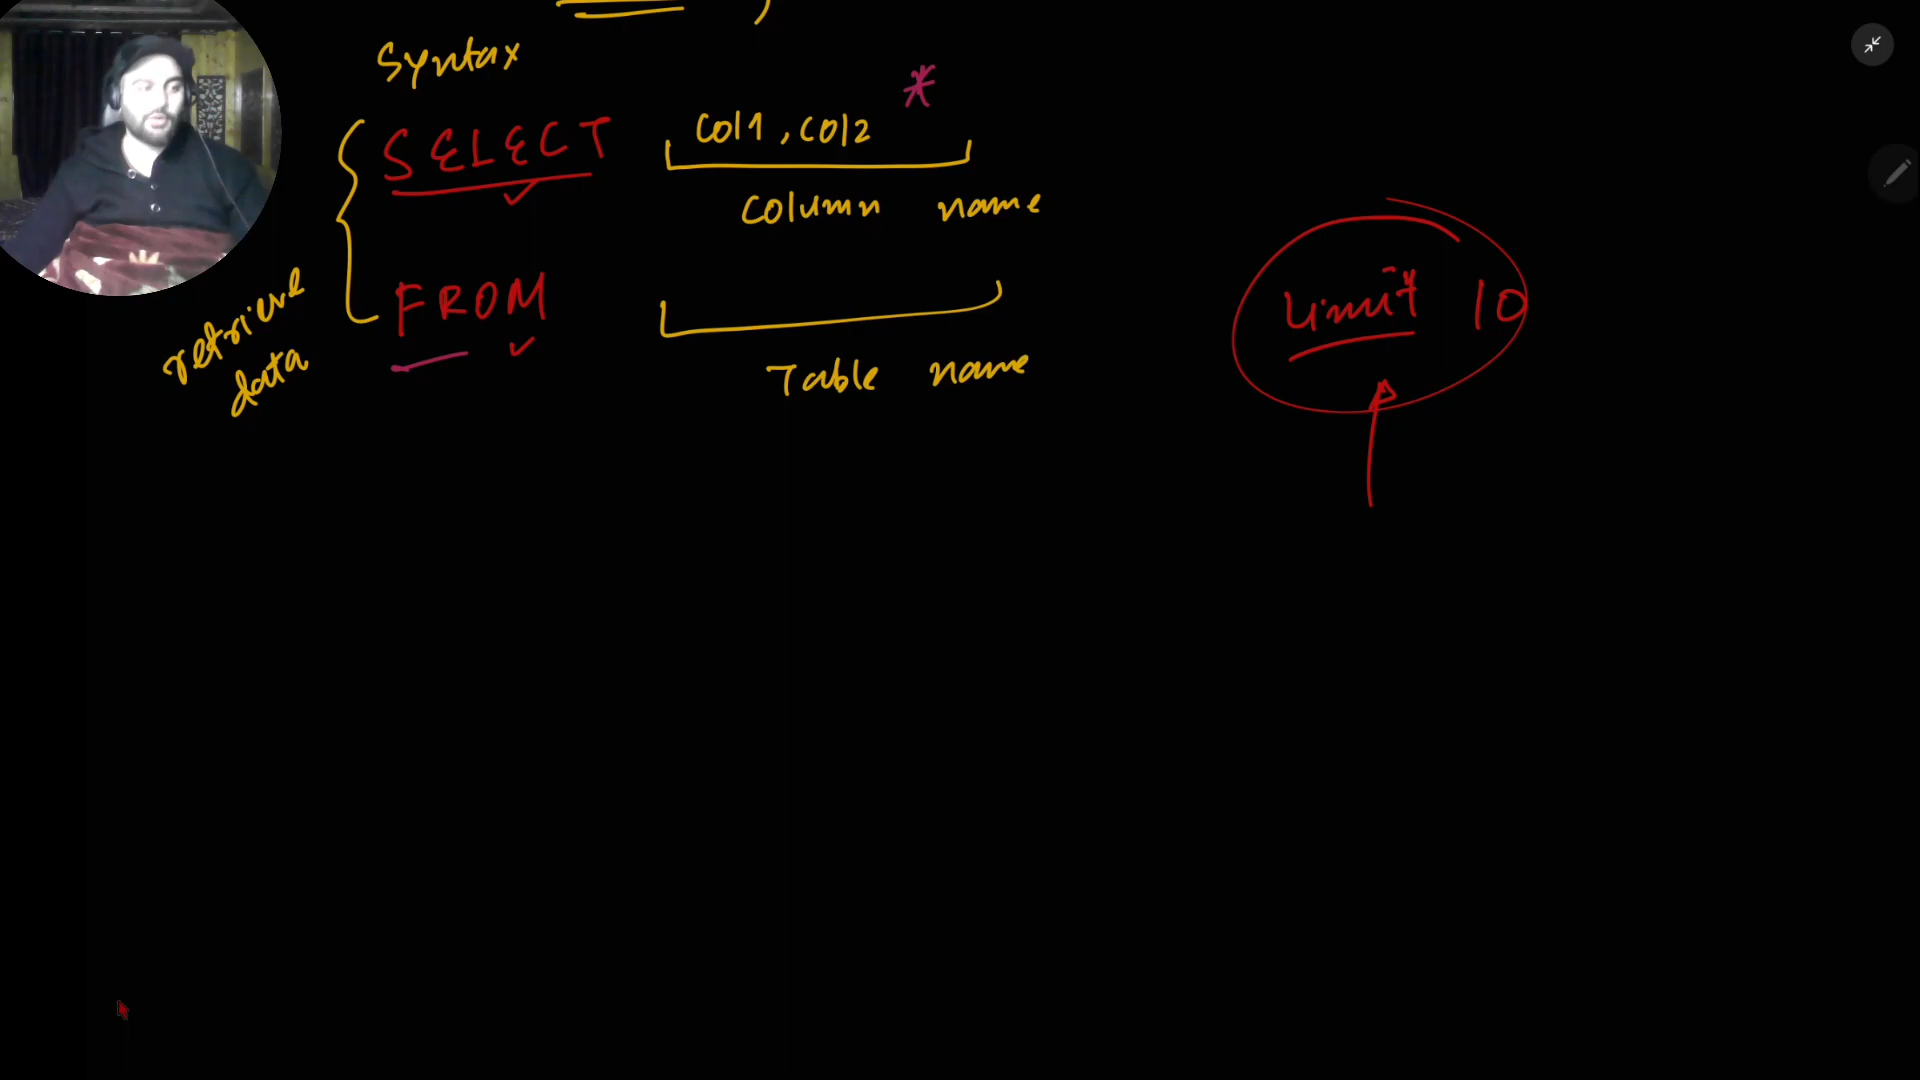 Syntax
*
SELECT col1, col2
column name
FROM
Table name
retrieve
data
Limit 10